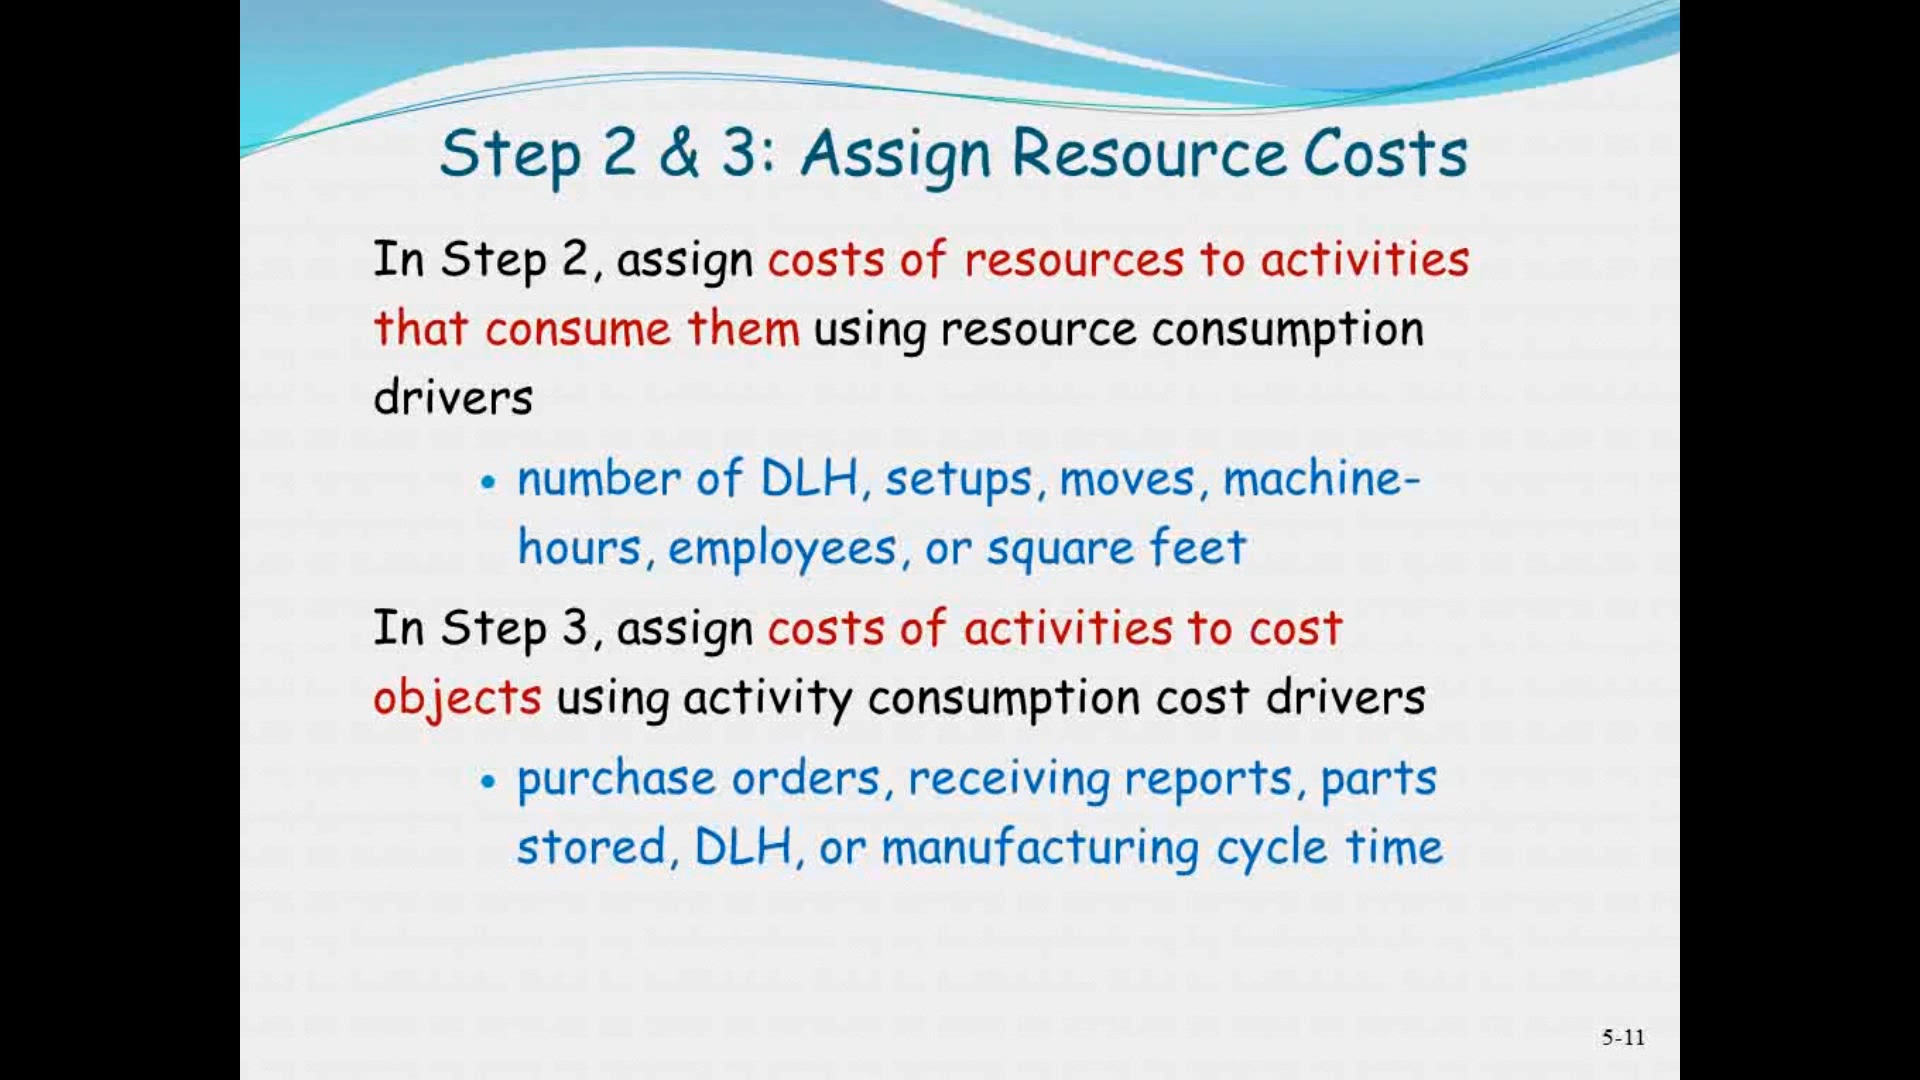 Step 2 & 3: Assign Resource Costs
In Step 2, assign costs of resources to activities
that consume them using resource consumption
drivers
• number of DLH, setups, moves, machine-
hours, employees, or square feet
In Step 3, assign costs of activities to cost
objects using activity consumption cost drivers
• purchase orders, receiving reports, parts
stored, DLH, or manufacturing cycle time
5-11